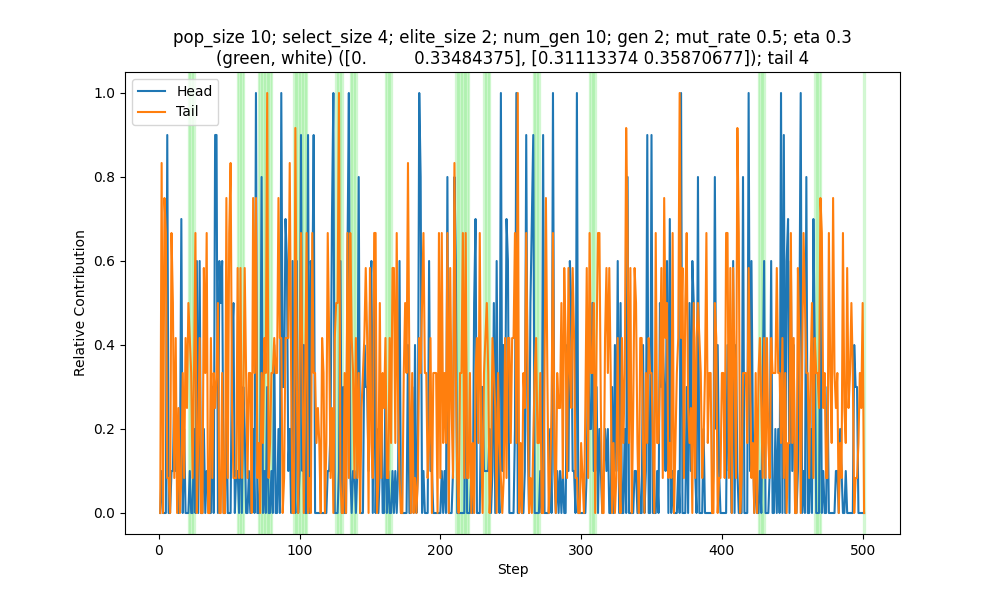 pop_size 10; select_size 4; elite_size 2; num_gen 10; gen 2; mut_rate 0.5; eta 0.3
(green, white) ([0.         0.33484375], [0.31113374 0.35870677]); tail 4
Head
Tail
1.0
0.8
0.6
0.4
0.2
0.0
Relative Contribution
0
100
200
300
400
500
Step